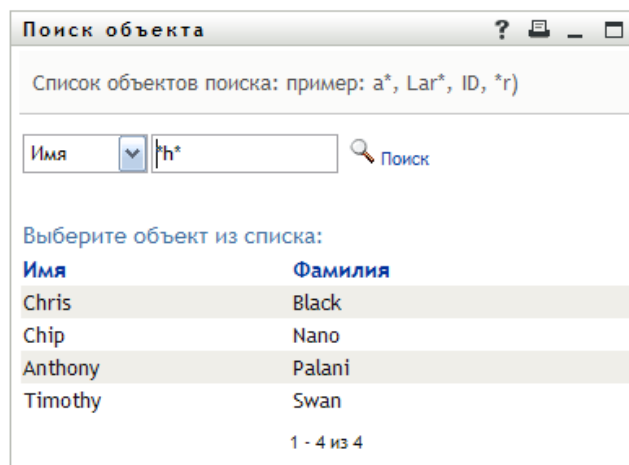 Поиск объекта ?
Список объектов поиска: пример: a*, Lar*, ID, *r)
Имя *h* Поиск
Выберите объект из списка:
Имя Фамилия
Chris Black
Chip Nano
Anthony Palani
Timothy Swan
1 - 4 из 4